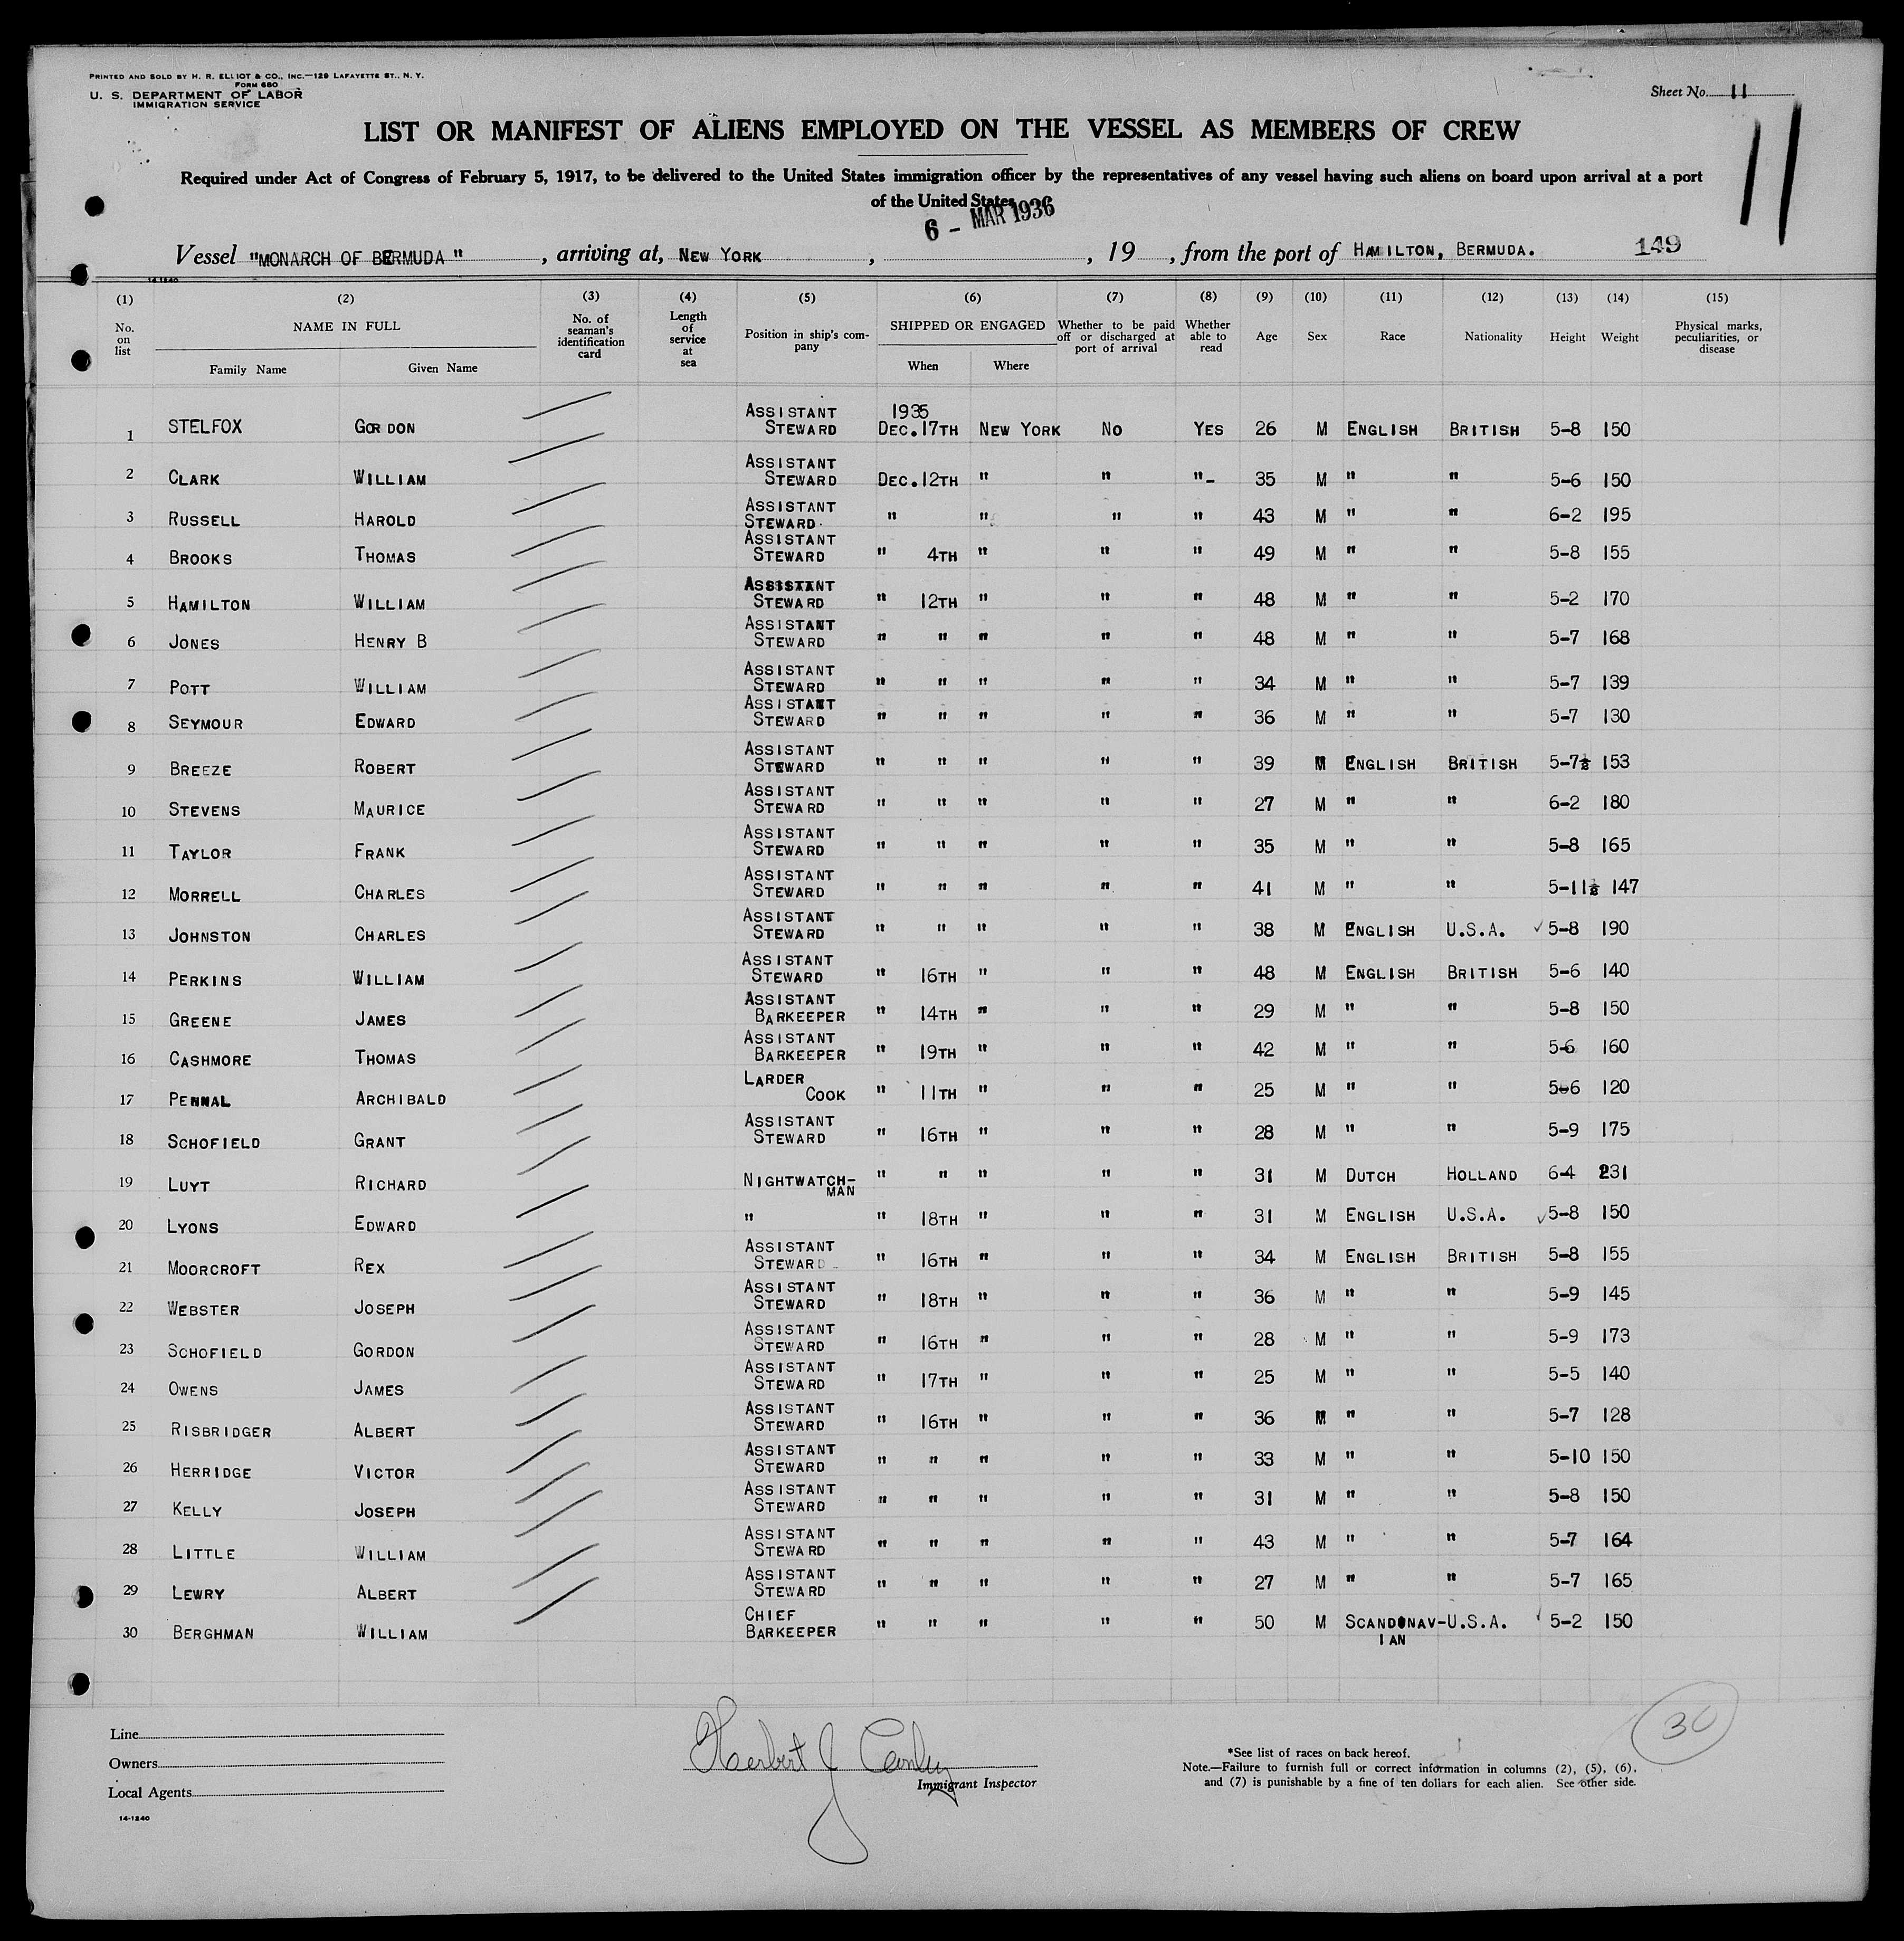 PRINTED AND SOLD BY H. R. ELLIOT & CO., INC.—129 LAFAYETTE ST., N. Y.
FORM 680
U. S. DEPARTMENT OF LABOR
IMMIGRATION SERVICE
Sheet No. 11
11
LIST OR MANIFEST OF ALIENS EMPLOYED ON THE VESSEL AS MEMBERS OF CREW
Required under Act of Congress of February 5, 1917, to be delivered to the United States immigration officer by the representatives of any vessel having such aliens on board upon arrival at a port
of the United States
6 - MAR 1936
Vessel "MONARCH OF BERMUDA", arriving at, NEW YORK, , 19 , from the port of HAMILTON, BERMUDA. 149
14-1240
(1) (2) (3) (4) (5) (6) (7) (8) (9) (10) (11) (12) (13) (14) (15)
No. on list NAME IN FULL Family Name Given Name No. of seaman's identification card Length of service at sea Position in ship's company SHIPPED OR ENGAGED When Where Whether to be paid off or discharged at port of arrival Whether able to read Age Sex Race Nationality Height Weight Physical marks, peculiarities, or disease
1 STELFOX GORDON ASSISTANT STEWARD 1935 DEC. 17TH NEW YORK NO YES 26 M ENGLISH BRITISH 5-8 150
2 CLARK WILLIAM ASSISTANT STEWARD DEC. 12TH " " "- 35 M " " 5-6 150
3 RUSSELL HAROLD ASSISTANT STEWARD " " " " 43 M " " 6-2 195
4 BROOKS THOMAS ASSISTANT STEWARD " 4TH " " " 49 M " " 5-8 155
5 HAMILTON WILLIAM ASSISTANT STEWARD " 12TH " " " 48 M " " 5-2 170
6 JONES HENRY B ASSISTANT STEWARD " " " " " 48 M " " 5-7 168
7 POTT WILLIAM ASSISTANT STEWARD " " " " " 34 M " " 5-7 139
8 SEYMOUR EDWARD ASSISTANT STEWARD " " " " " 36 M " " 5-7 130
9 BREEZE ROBERT ASSISTANT STEWARD " " " " " 39 M ENGLISH BRITISH 5-7½ 153
10 STEVENS MAURICE ASSISTANT STEWARD " " " " " 27 M " " 6-2 180
11 TAYLOR FRANK ASSISTANT STEWARD " " " " " 35 M " " 5-8 165
12 MORRELL CHARLES ASSISTANT STEWARD " " " " " 41 M " " 5-11½ 147
13 JOHNSTON CHARLES ASSISTANT STEWARD " " " " " 38 M ENGLISH U.S.A. ✓ 5-8 190
14 PERKINS WILLIAM ASSISTANT STEWARD " 16TH " " " 48 M ENGLISH BRITISH 5-6 140
15 GREENE JAMES ASSISTANT BARKEEPER " 14TH " " " 29 M " " 5-8 150
16 CASHMORE THOMAS ASSISTANT BARKEEPER " 19TH " " " 42 M " " 5-6 160
17 PENNAL ARCHIBALD LARDER COOK " 11TH " " " 25 M " " 5-6 120
18 SCHOFIELD GRANT ASSISTANT STEWARD " 16TH " " " 28 M " " 5-9 175
19 LUYT RICHARD NIGHTWATCH-MAN " " " " " 31 M DUTCH HOLLAND 6-4 231
20 LYONS EDWARD " " 18TH " " " 31 M ENGLISH U.S.A. ✓ 5-8 150
21 MOORCROFT REX ASSISTANT STEWARD " 16TH " " " 34 M ENGLISH BRITISH 5-8 155
22 WEBSTER JOSEPH ASSISTANT STEWARD " 18TH " " " 36 M " " 5-9 145
23 SCHOFIELD GORDON ASSISTANT STEWARD " 16TH " " " 28 M " " 5-9 173
24 OWENS JAMES ASSISTANT STEWARD " 17TH " " " 25 M " " 5-5 140
25 RISBRIDGER ALBERT ASSISTANT STEWARD " 16TH " " " 36 M " " 5-7 128
26 HERRIDGE VICTOR ASSISTANT STEWARD " " " " " 33 M " " 5-10 150
27 KELLY JOSEPH ASSISTANT STEWARD " " " " " 31 M " " 5-8 150
28 LITTLE WILLIAM ASSISTANT STEWARD " " " " " 43 M " " 5-7 164
29 LEWRY ALBERT ASSISTANT STEWARD " " " " " 27 M " " 5-7 165
30 BERGHMAN WILLIAM CHIEF BARKEEPER " " " " " 50 M SCANDONAV-IAN U.S.A. ✓ 5-2 150
30
Line
Owners
Local Agents
14-1240
Herbert J
Immigrant Inspector
*See list of races on back hereof.
Note.—Failure to furnish full or correct information in columns (2), (5), (6),
and (7) is punishable by a fine of ten dollars for each alien. See other side.